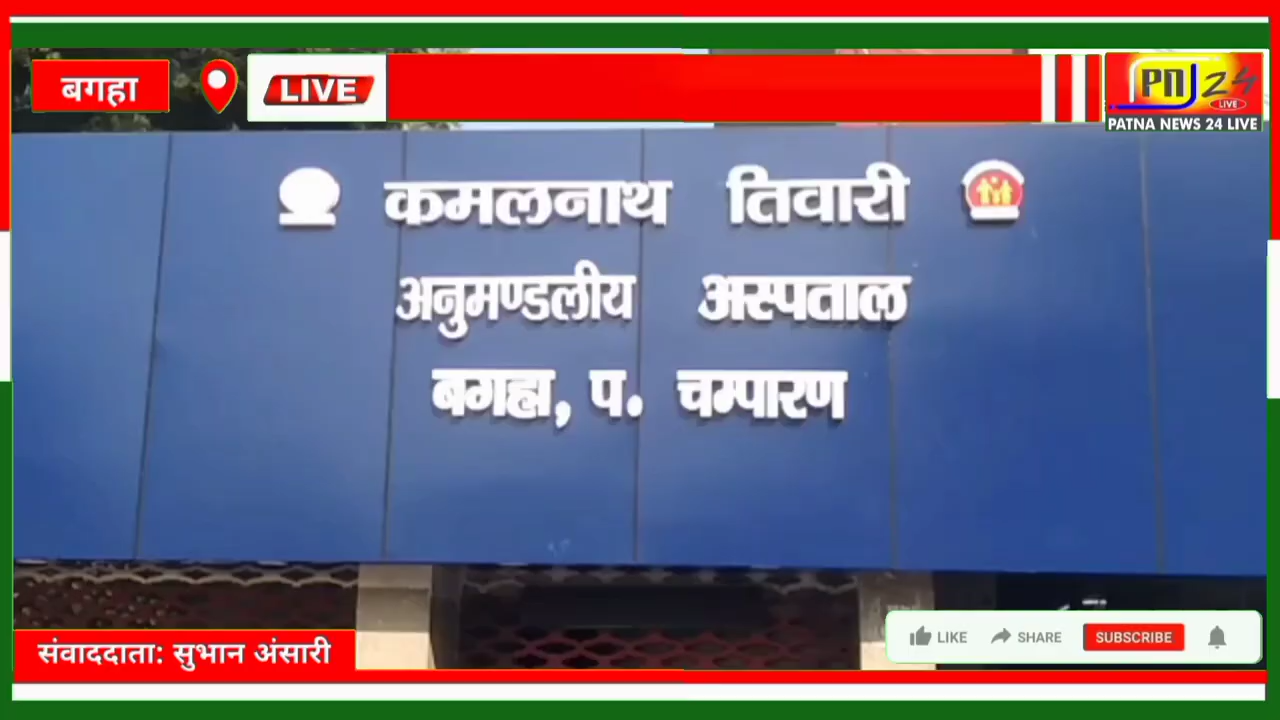 बगहा
LIVE
PN 24
LIVE
PATNA NEWS 24 LIVE
कमलनाथ तिवारी
अनुमण्डलीय अस्पताल
बगहा, प. चम्पारण
संवाददाता: सुभान अंसारी
LIKE SHARE SUBSCRIBE